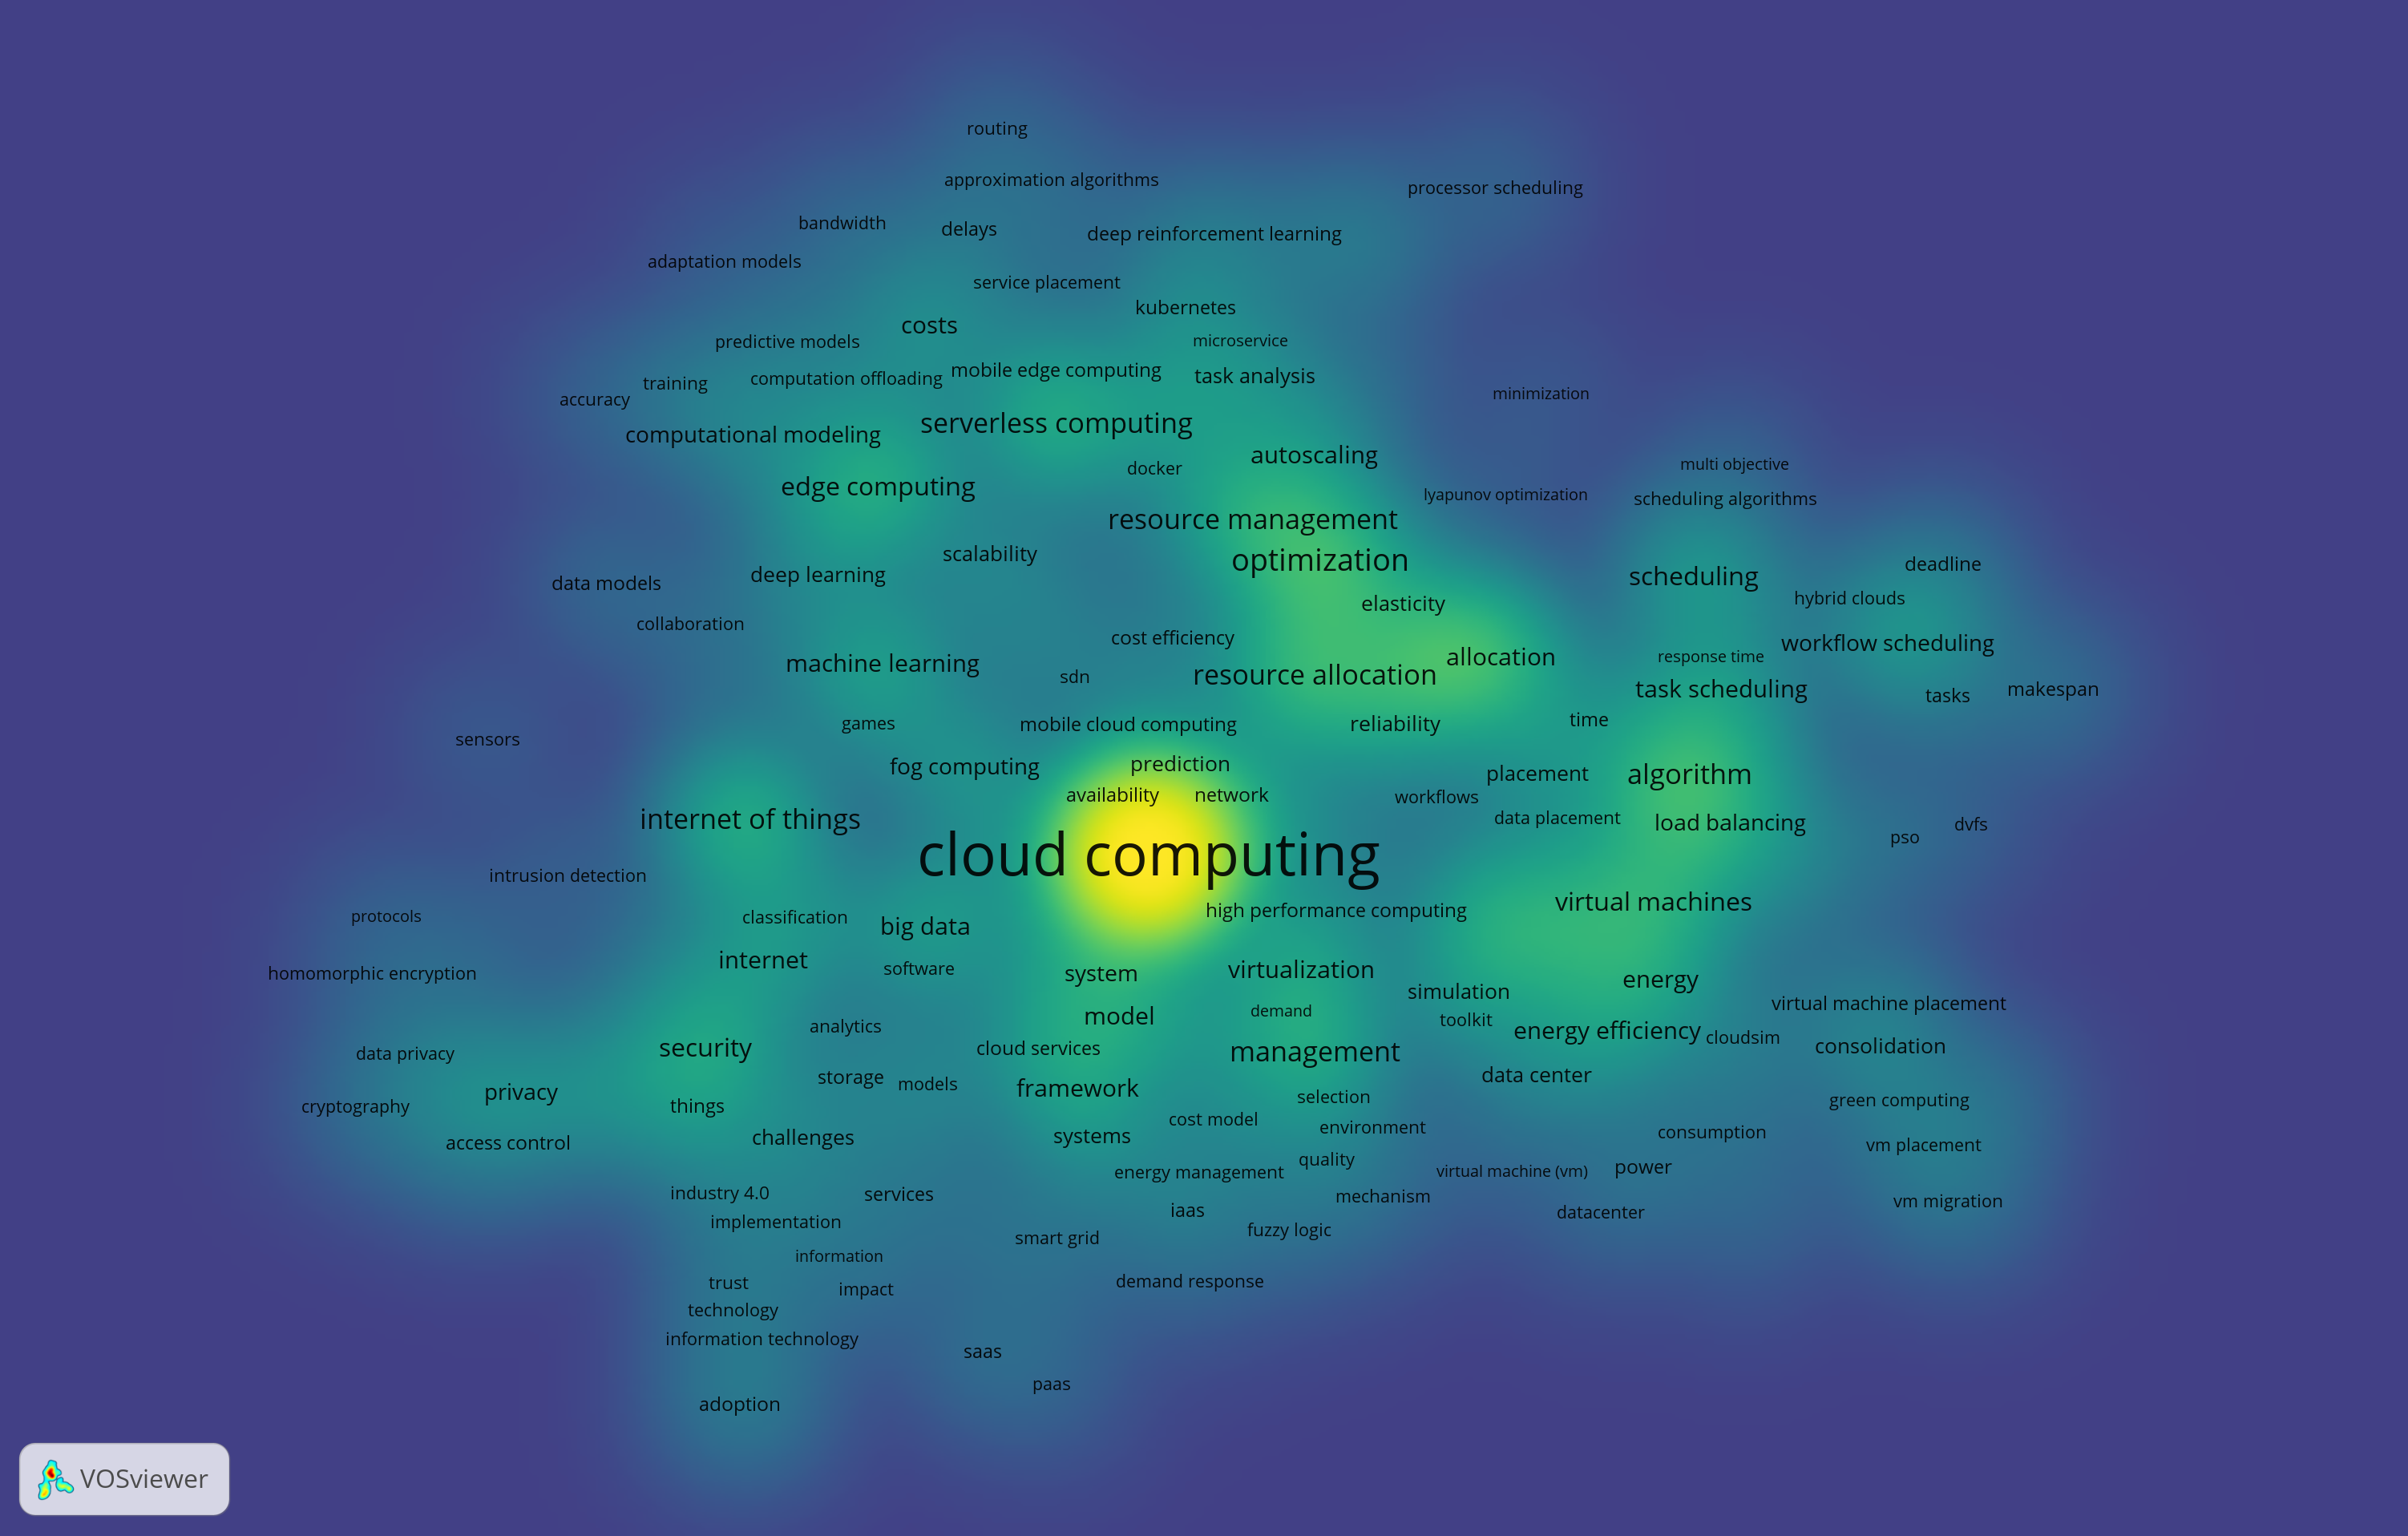 routing
approximation algorithms
processor scheduling
bandwidth
delays
deep reinforcement learning
adaptation models
service placement
kubernetes
costs
predictive models
microservice
mobile edge computing
task analysis
training
computation offloading
accuracy
minimization
serverless computing
computational modeling
autoscaling
docker
multi objective
edge computing
lyapunov optimization
scheduling algorithms
resource management
scalability
optimization
deadline
data models
deep learning
scheduling
elasticity
hybrid clouds
collaboration
cost efficiency
workflow scheduling
machine learning
allocation
response time
sdn
resource allocation
task scheduling
tasks
makespan
games
mobile cloud computing
reliability
time
sensors
fog computing
prediction
placement
algorithm
availability
network
workflows
internet of things
data placement
load balancing
pso
dvfs
cloud computing
intrusion detection
protocols
classification
big data
high performance computing
virtual machines
internet
software
homomorphic encryption
system
virtualization
simulation
energy
virtual machine placement
analytics
model
demand
toolkit
energy efficiency
cloudsim
data privacy
security
cloud services
management
consolidation
storage
models
framework
data center
privacy
selection
green computing
cryptography
things
cost model
environment
access control
challenges
systems
consumption
vm placement
energy management
quality
virtual machine (vm)
power
industry 4.0
services
mechanism
vm migration
implementation
iaas
datacenter
smart grid
fuzzy logic
information
trust
impact
demand response
technology
information technology
saas
paas
adoption
VOSviewer